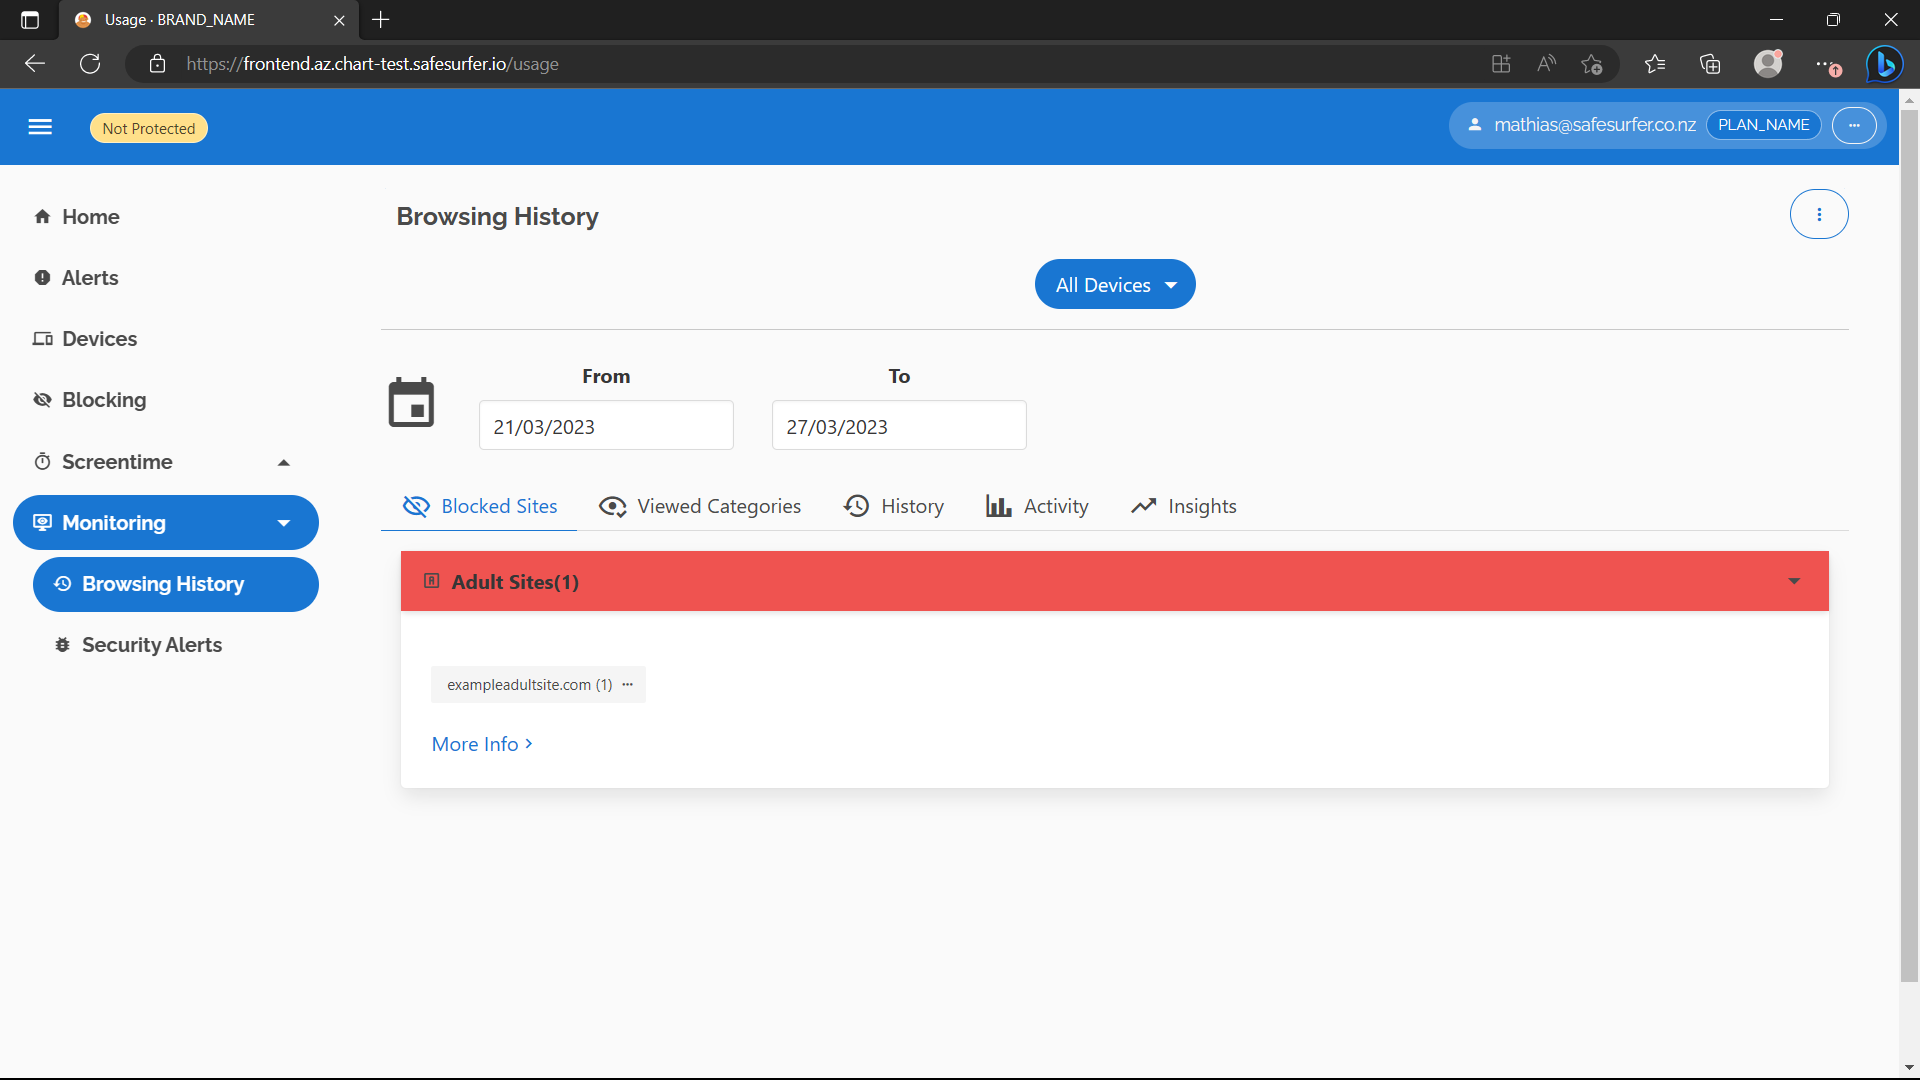 Usage · BRAND_NAME
https://frontend.az.chart-test.safesurfer.io/usage
Not Protected
mathias@safesurfer.co.nz PLAN_NAME
Home
Alerts
Devices
Blocking
Screentime
Monitoring
Browsing History
Security Alerts
Browsing History
All Devices
From
To
21/03/2023
27/03/2023
Blocked Sites
Viewed Categories
History
Activity
Insights
Adult Sites(1)
exampleadultsite.com (1)
More Info